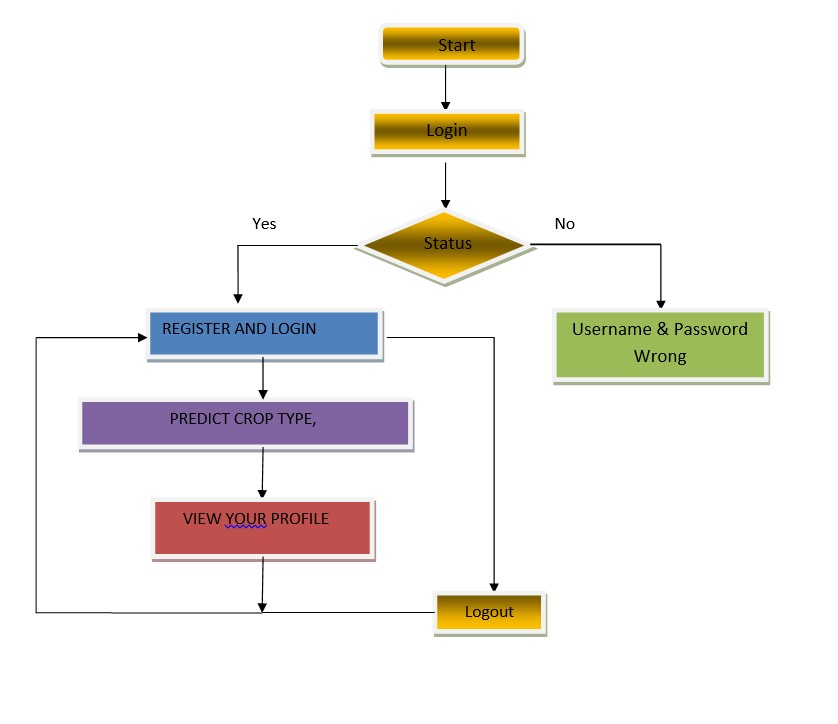 Start
Login
Yes
No
Status
REGISTER AND LOGIN
Username & Password
Wrong
PREDICT CROP TYPE,
VIEW YOUR PROFILE
Logout